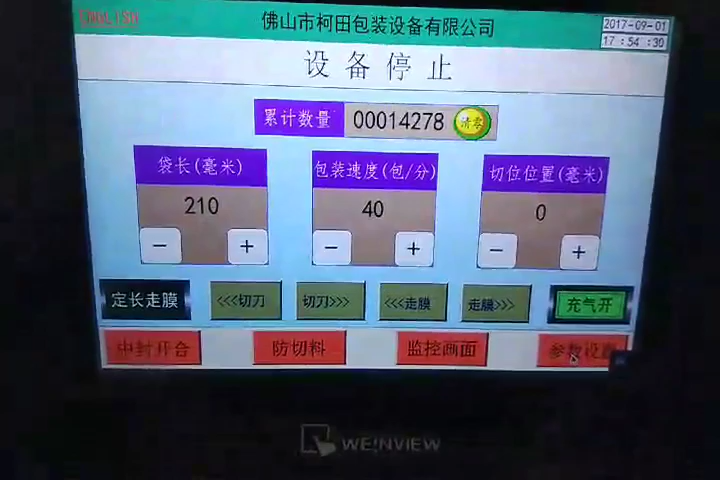 ENGLISH
佛山市柯田包装设备有限公司
2017-09-01
17:54:30
设备停止
累计数量 00014278 清零
袋长(毫米) 包装速度(包/分) 切位位置(毫米)
210 40 0
- + - + - +
定长走膜 <<<切刀 切刀>>> <<<走膜 走膜>>> 充气开
中封开合 防切料 监控画面 参数设置
WEINVIEW